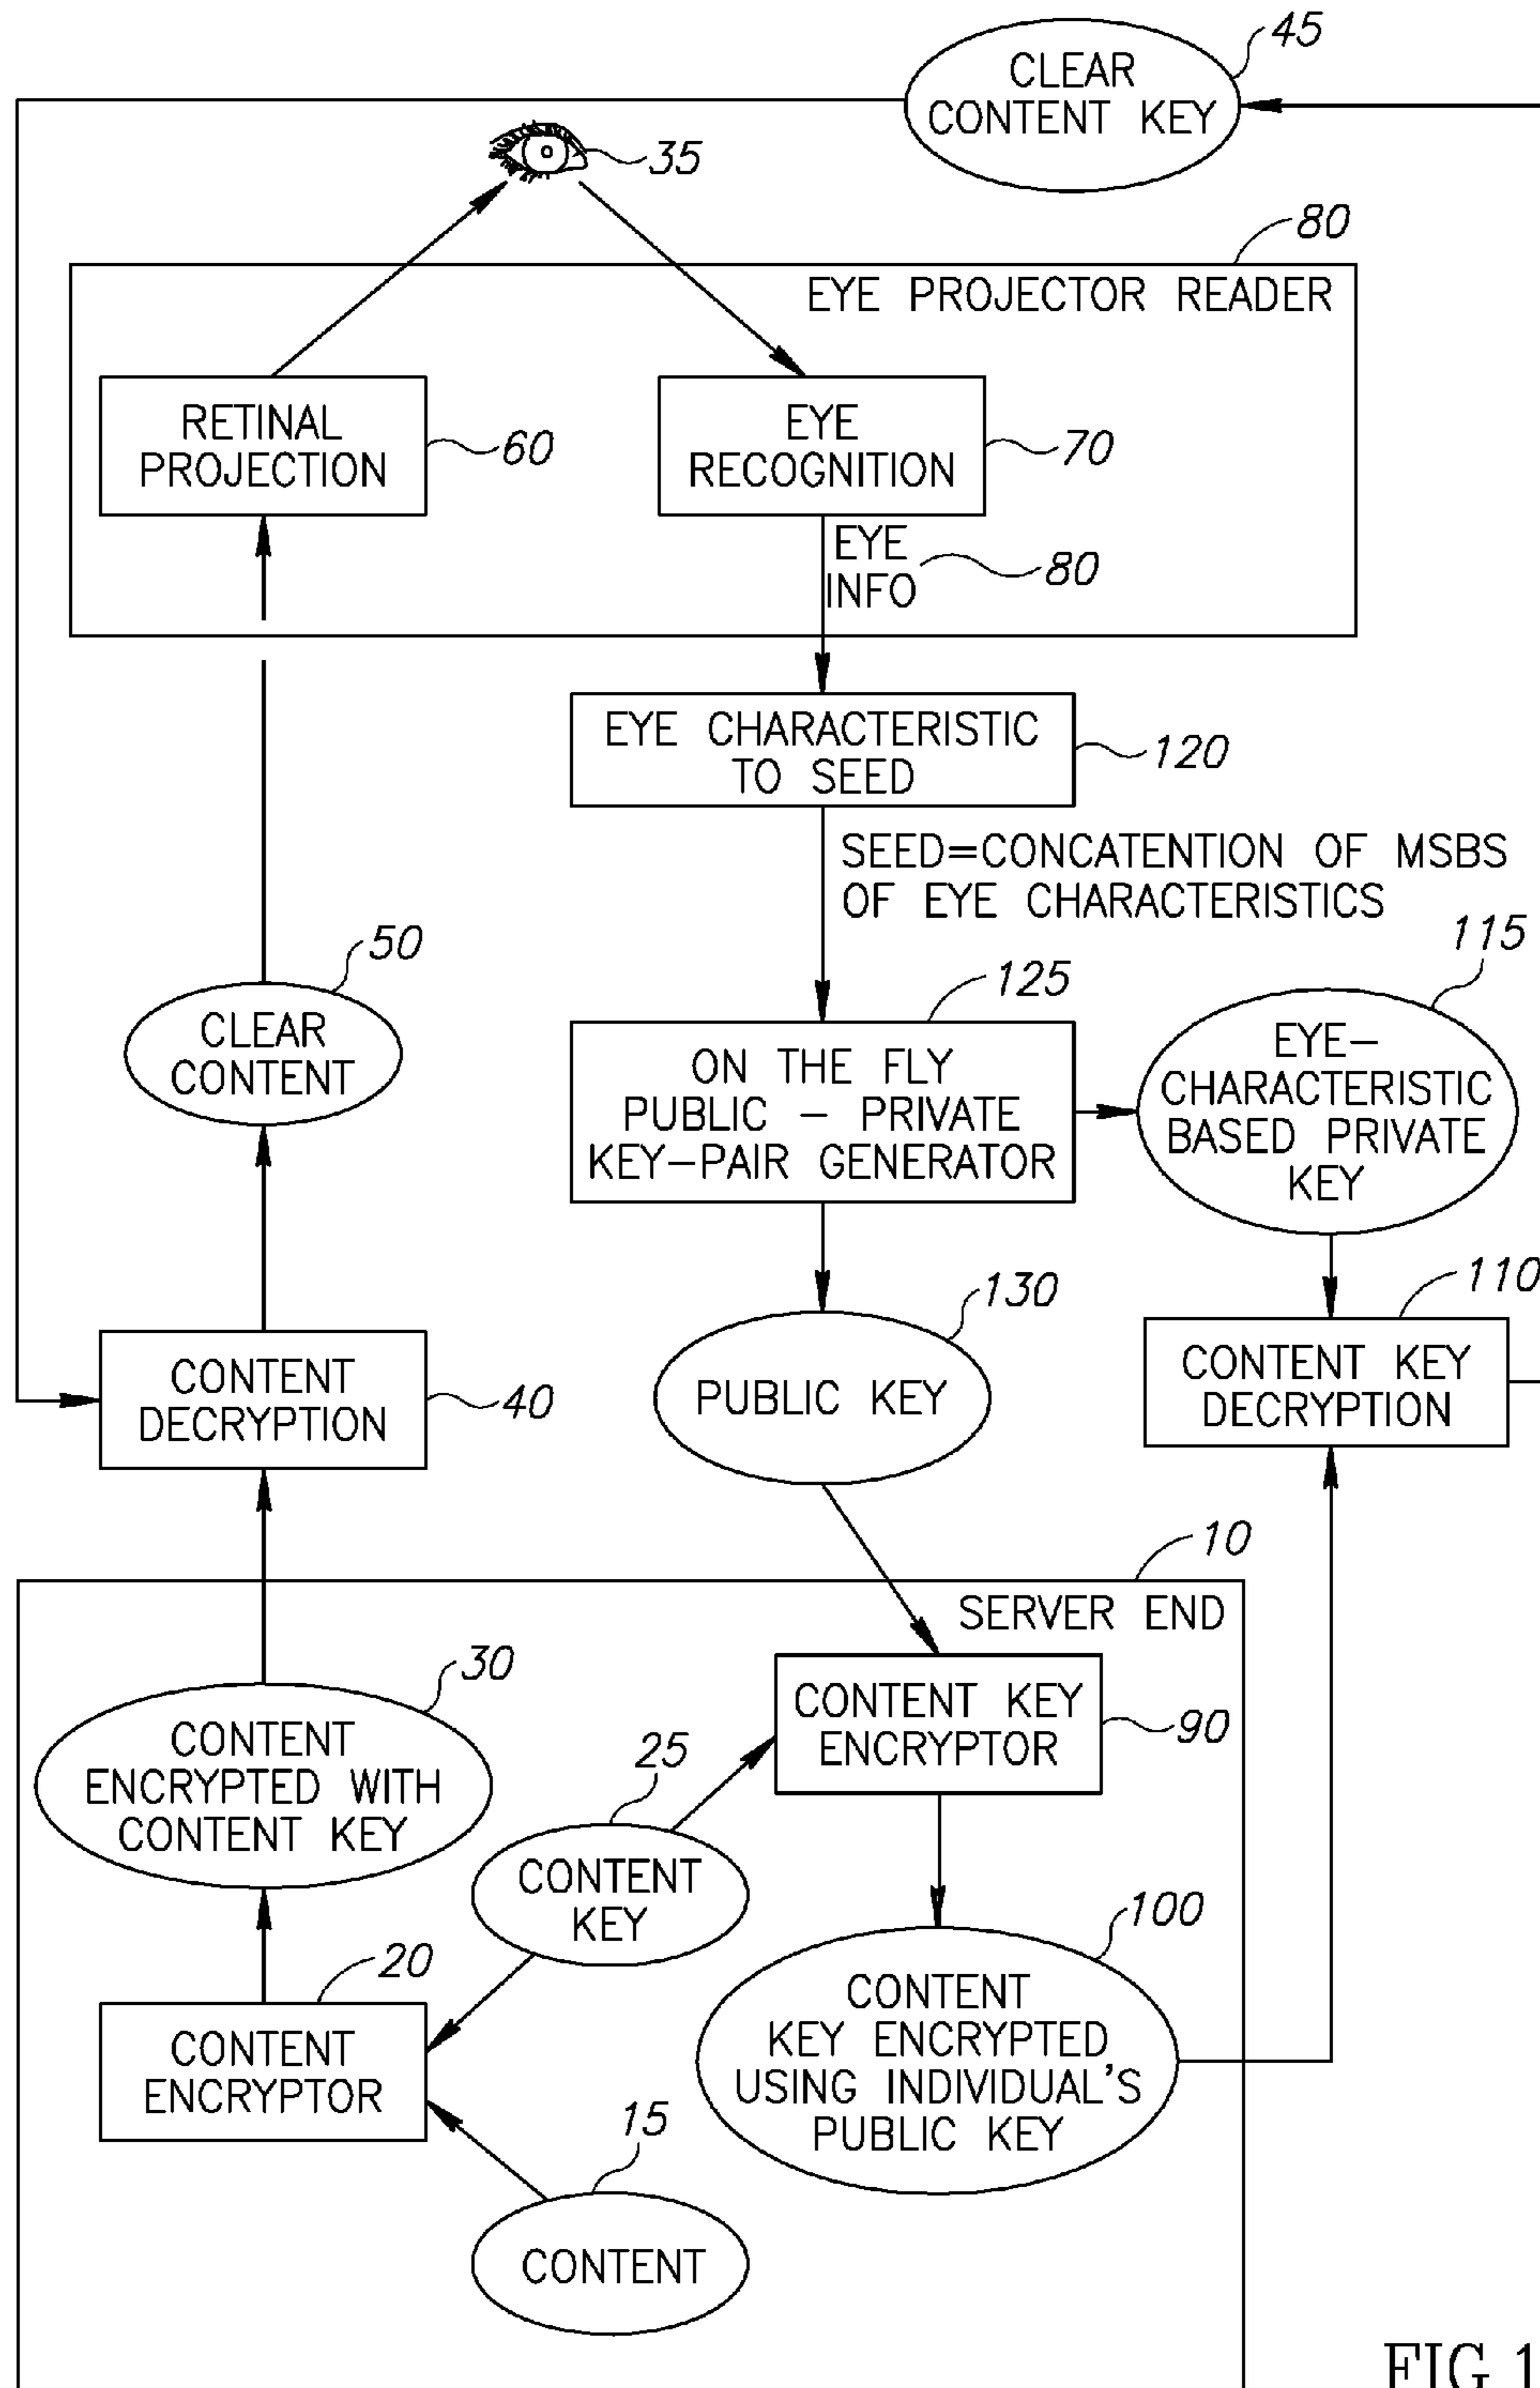 45
CLEAR
CONTENT KEY
35
80
EYE PROJECTOR READER
RETINAL
PROJECTION
60
EYE
RECOGNITION
70
EYE
INFO
80
EYE CHARACTERISTIC
TO SEED
120
SEED=CONCATENTION OF MSBS
OF EYE CHARACTERISTICS
50
CLEAR
CONTENT
125
ON THE FLY
PUBLIC – PRIVATE
KEY–PAIR GENERATOR
115
EYE–
CHARACTERISTIC
BASED PRIVATE
KEY
130
PUBLIC KEY
110
CONTENT KEY
DECRYPTION
CONTENT
DECRYPTION
40
10
SERVER END
30
CONTENT
ENCRYPTED WITH
CONTENT KEY
CONTENT KEY
ENCRYPTOR
90
25
CONTENT
KEY
100
CONTENT
KEY ENCRYPTED
USING INDIVIDUAL'S
PUBLIC KEY
20
CONTENT
ENCRYPTOR
15
CONTENT
FIG.1